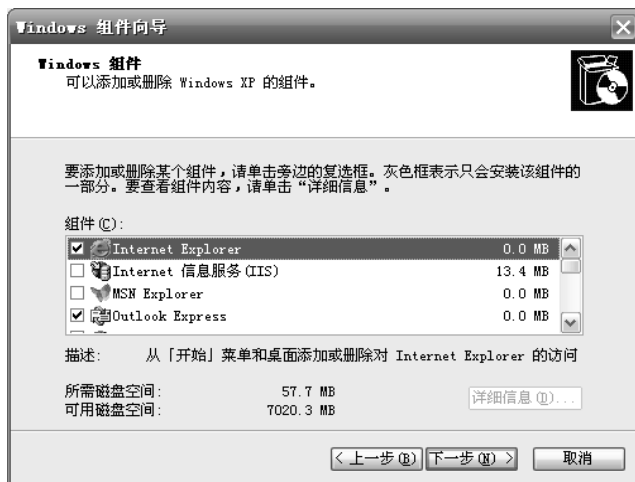 Windows 组件向导
Windows 组件
可以添加或删除 Windows XP 的组件。
要添加或删除某个组件，请单击旁边的复选框。灰色框表示只会安装该组件的
一部分。要查看组件内容，请单击“详细信息”。
组件(C):
Internet Explorer 0.0 MB
Internet 信息服务(IIS) 13.4 MB
MSN Explorer 0.0 MB
Outlook Express 0.0 MB
描述: 从「开始」菜单和桌面添加或删除对 Internet Explorer 的访问
所需磁盘空间: 57.7 MB
可用磁盘空间: 7020.3 MB
详细信息(D)...
< 上一步(B) 下一步(N) > 取消